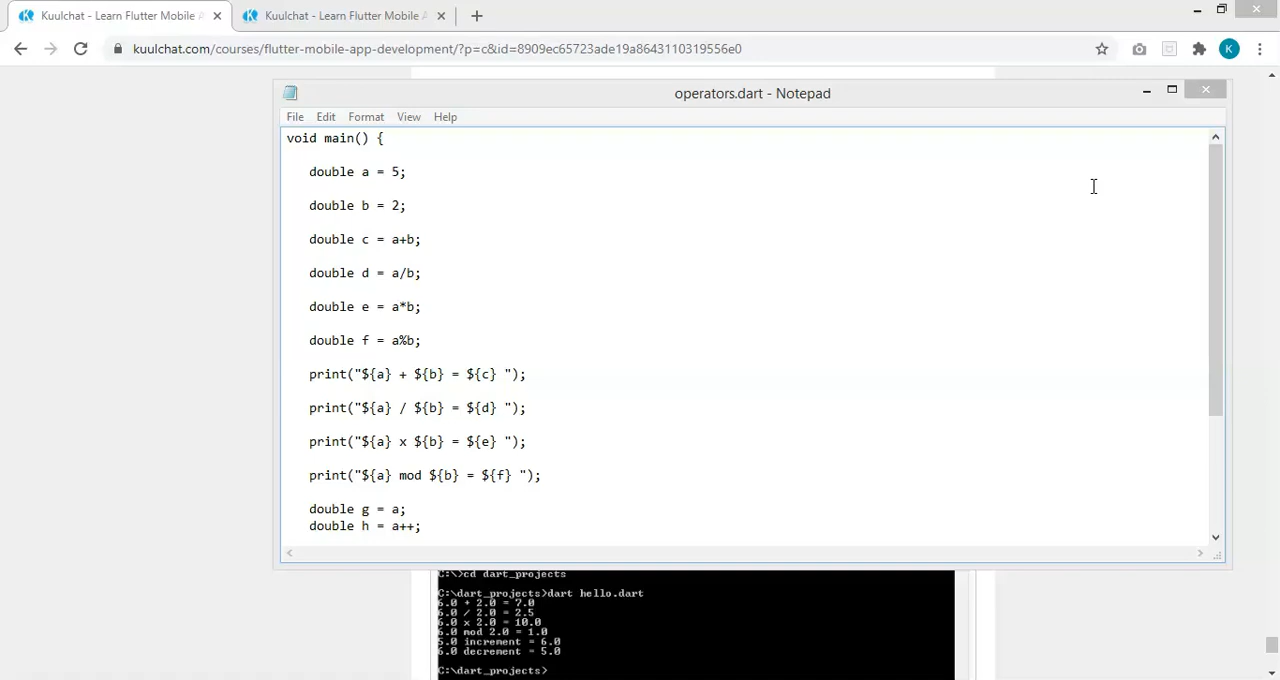 Kuulchat - Learn Flutter Mobile A
Kuulchat - Learn Flutter Mobile A
kuulchat.com/courses/flutter-mobile-app-development/?p=c&id=8909ec65723ade19a8643110319556e0
K
operators.dart - Notepad
File Edit Format View Help
void main() {
double a = 5;
double b = 2;
double c = a+b;
double d = a/b;
double e = a*b;
double f = a%b;
print("${a} + ${b} = ${c} ");
print("${a} / ${b} = ${d} ");
print("${a} x ${b} = ${e} ");
print("${a} mod ${b} = ${f} ");
double g = a;
double h = a++;
C:\>cd dart_projects
C:\dart_projects>dart hello.dart
6.0 + 2.0 = 7.0
6.0 / 2.0 = 2.5
6.0 x 2.0 = 10.0
6.0 mod 2.0 = 1.0
5.0 increment = 6.0
6.0 decrement = 5.0
C:\dart_projects>